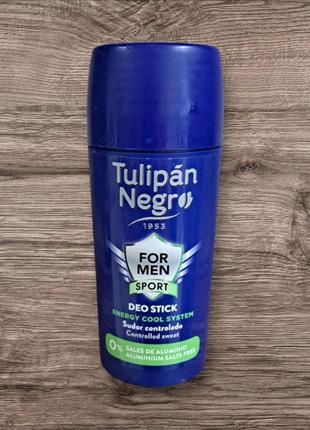 Tulipán
Negro
1953
FOR
MEN
SPORT
DEO STICK
ENERGY COOL SYSTEM
Sudor controlado
Controlled sweat
0% SALES DE ALUMINIO
ALUMINIUM SALTS FREE